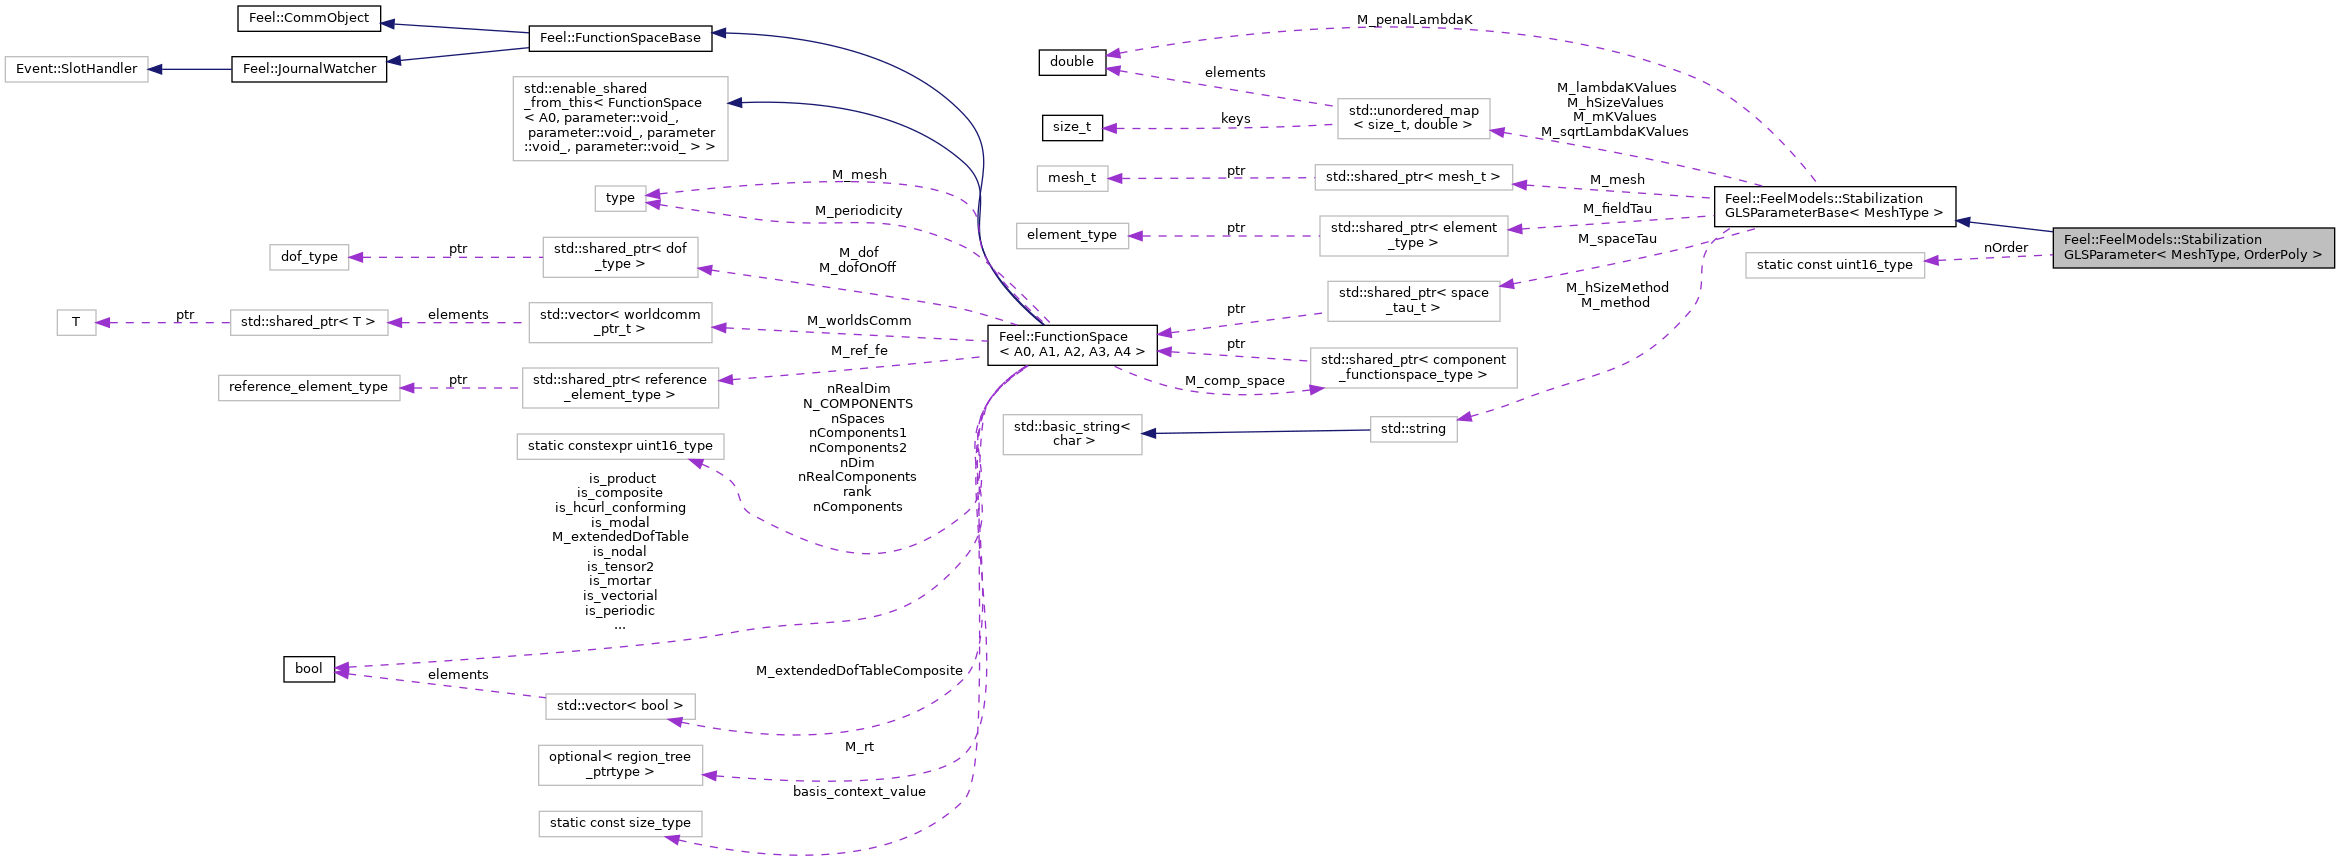 Feel::CommObject
Feel::FunctionSpaceBase
Event::SlotHandler
Feel::JournalWatcher
std::enable_shared
_from_this< FunctionSpace
< A0, parameter::void_,
parameter::void_, parameter
::void_, parameter::void_ > >
M_mesh
type
M_periodicity
dof_type
ptr
std::shared_ptr< dof
_type >
M_dof
M_dofOnOff
T
ptr
std::shared_ptr< T >
elements
std::vector< worldcomm
_ptr_t >
M_worldsComm
reference_element_type
ptr
std::shared_ptr< reference
_element_type >
M_ref_fe
static constexpr uint16_type
nRealDim
N_COMPONENTS
nSpaces
nComponents1
nComponents2
nDim
nRealComponents
rank
nComponents
is_product
is_composite
is_hcurl_conforming
is_modal
M_extendedDofTable
is_nodal
is_tensor2
is_mortar
is_vectorial
is_periodic
...
bool
elements
std::vector< bool >
M_extendedDofTableComposite
optional< region_tree
_ptrtype >
M_rt
static const size_type
basis_context_value
Feel::FunctionSpace
< A0, A1, A2, A3, A4 >
M_penalLambdaK
double
elements
std::unordered_map
< size_t, double >
size_t
keys
M_lambdaKValues
M_hSizeValues
M_mKValues
M_sqrtLambdaKValues
mesh_t
ptr
std::shared_ptr< mesh_t >
M_mesh
element_type
ptr
std::shared_ptr< element
_type >
M_fieldTau
M_spaceTau
ptr
std::shared_ptr< space
_tau_t >
M_hSizeMethod
M_method
ptr
std::shared_ptr< component
_functionspace_type >
M_comp_space
std::basic_string<
char >
std::string
Feel::FeelModels::Stabilization
GLSParameterBase< MeshType >
static const uint16_type
nOrder
Feel::FeelModels::Stabilization
GLSParameter< MeshType, OrderPoly >